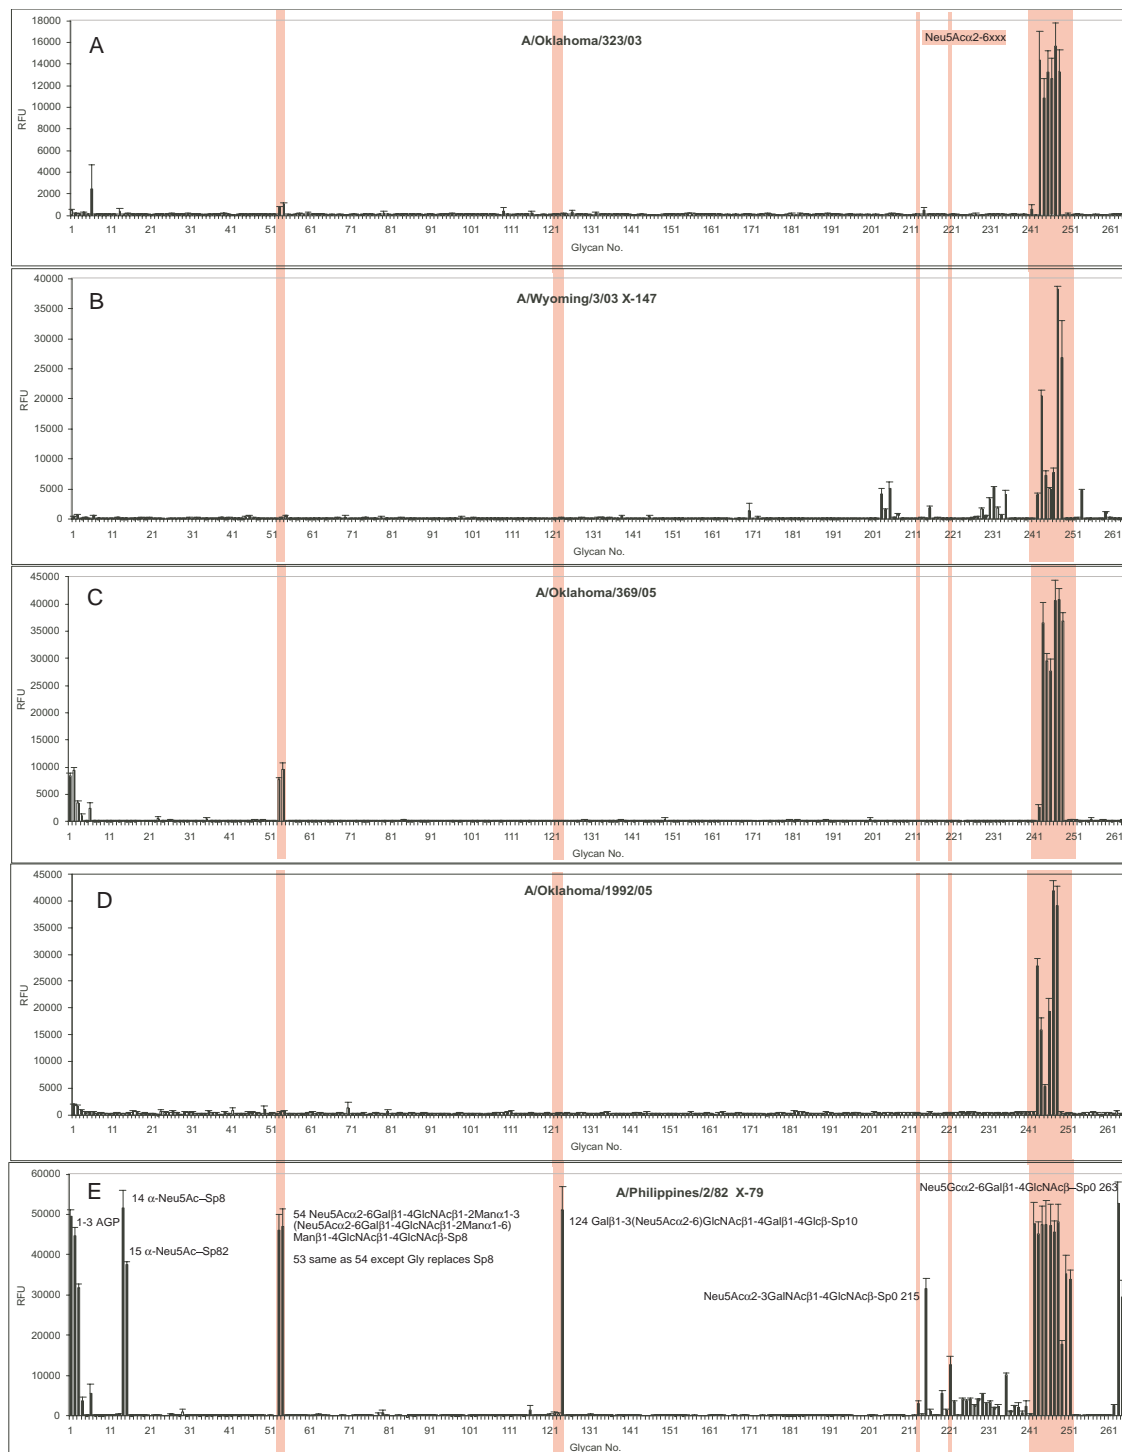 A
A/Oklahoma/323/03
Neu5Acα2-6xxx
RFU
18000
16000
14000
12000
10000
8000
6000
4000
2000
0
1 11 21 31 41 51 61 71 81 91 101 111 121 131 141 151 161 171 181 191 201 211 221 231 241 251 261
Glycan No.
B
A/Wyoming/3/03 X-147
RFU
40000
35000
30000
25000
20000
15000
10000
5000
0
1 11 21 31 41 51 61 71 81 91 101 111 121 131 141 151 161 171 181 191 201 211 221 231 241 251 261
Glycan No.
C
A/Oklahoma/369/05
RFU
45000
40000
35000
30000
25000
20000
15000
10000
5000
0
1 11 21 31 41 51 61 71 81 91 101 111 121 131 141 151 161 171 181 191 201 211 221 231 241 251 261
Glycan No.
D
A/Oklahoma/1992/05
RFU
45000
40000
35000
30000
25000
20000
15000
10000
5000
0
1 11 21 31 41 51 61 71 81 91 101 111 121 131 141 151 161 171 181 191 201 211 221 231 241 251 261
Glycan No.
E
A/Philippines/2/82 X-79
RFU
60000
50000
40000
30000
20000
10000
0
1-3 AGP
14 α-Neu5Ac–Sp8
15 α-Neu5Ac–Sp82
54 Neu5Acα2-6Galβ1-4GlcNAcβ1-2Manα1-3
(Neu5Acα2-6Galβ1-4GlcNAcβ1-2Manα1-6)
Manβ1-4GlcNAcβ1-4GlcNAcβ-Sp8
53 same as 54 except Gly replaces Sp8
124 Galβ1-3(Neu5Acα2-6)GlcNAcβ1-4Galβ1-4Glcβ-Sp10
Neu5Acα2-3GalNAcβ1-4GlcNAcβ-Sp0 215
Neu5Gcα2-6Galβ1-4GlcNAcβ–Sp0 263
1 11 21 31 41 51 61 71 81 91 101 111 121 131 141 151 161 171 181 191 201 211 221 231 241 251 261
Glycan No.